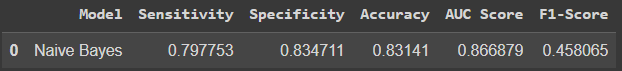 Model Sensitivity Specificity Accuracy AUC Score F1-Score
0 Naive Bayes 0.797753 0.834711 0.83141 0.866879 0.458065